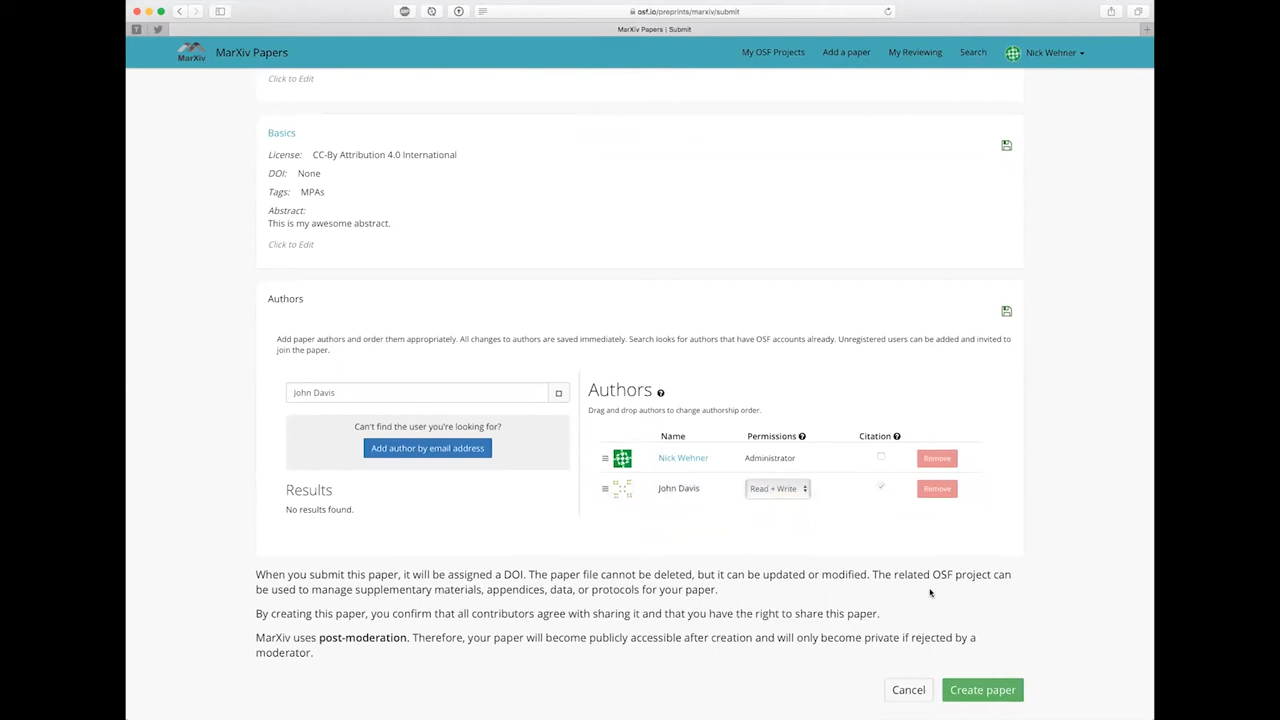 osf.io/preprints/marxiv/submit
MarXiv Papers | Submit
MarXiv
MarXiv Papers
My OSF Projects
Add a paper
My Reviewing
Search
Nick Wehner
Click to Edit
Basics
License: CC-By Attribution 4.0 International
DOI: None
Tags: MPAs
Abstract:
This is my awesome abstract.
Click to Edit
Authors
Add paper authors and order them appropriately. All changes to authors are saved immediately. Search looks for authors that have OSF accounts already. Unregistered users can be added and invited to
join the paper.
John Davis
Can't find the user you're looking for?
Add author by email address
Results
No results found.
Authors
Drag and drop authors to change authorship order.
Name Permissions Citation
Nick Wehner Administrator Remove
John Davis Read + Write Remove
When you submit this paper, it will be assigned a DOI. The paper file cannot be deleted, but it can be updated or modified. The related OSF project can
be used to manage supplementary materials, appendices, data, or protocols for your paper.
By creating this paper, you confirm that all contributors agree with sharing it and that you have the right to share this paper.
MarXiv uses post-moderation. Therefore, your paper will become publicly accessible after creation and will only become private if rejected by a
moderator.
Cancel
Create paper